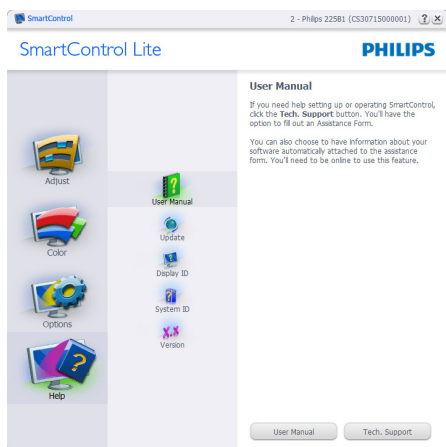 SmartControl
2 - Philips 225B1 (CS30715000001)
SmartControl Lite
PHILIPS
Adjust
Color
Options
Help
User Manual
Update
Display ID
System ID
Version
User Manual
If you need help setting up or operating SmartControl,
click the Tech. Support button. You'll have the
option to fill out an Assistance Form.
You can also choose to have information about your
software automatically attached to the assistance
form. You'll need to be online to use this feature.
User Manual
Tech. Support